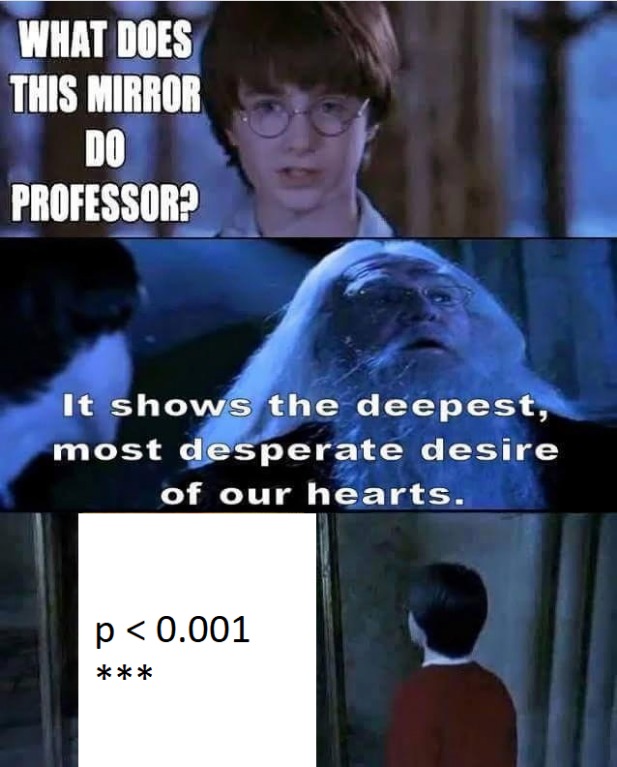 WHAT DOES
THIS MIRROR
DO
PROFESSOR?
It shows the deepest,
most desperate desire
of our hearts.
p < 0.001
***